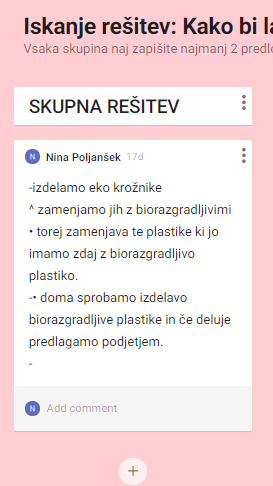 Iskanje rešitev: Kako bi la
Vsaka skupina naj zapišite najmanj 2 predlo
SKUPNA REŠITEV
N Nina Poljanšek 17d
-izdelamo eko krožnike
^ zamenjamo jih z biorazgradljivimi
• torej zamenjava te plastike ki jo
imamo zdaj z biorazgradljivo
plastiko.
-• doma sprobamo izdelavo
biorazgradljive plastike in če deluje
predlagamo podjetjem.
-
N Add comment
+